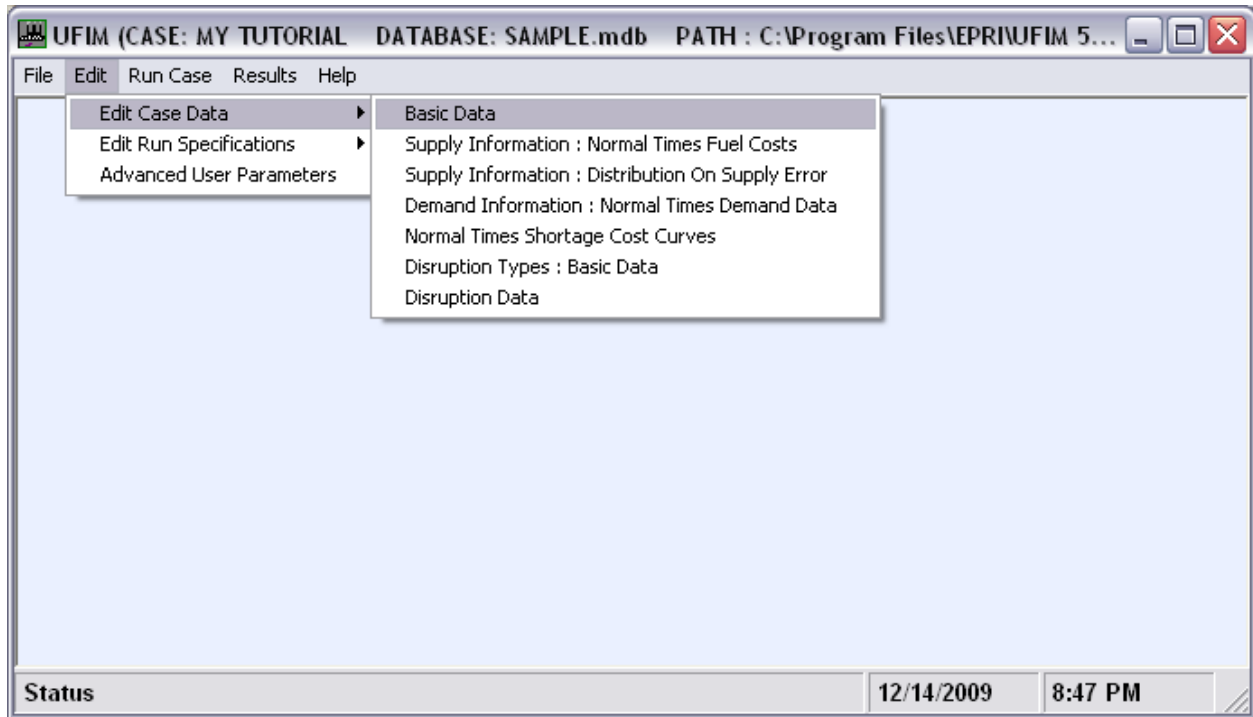 UFIM (CASE: MY TUTORIAL DATABASE: SAMPLE.mdb PATH : C:\Program Files\EPRI\UFIM 5...
File Edit Run Case Results Help
Edit Case Data
Edit Run Specifications
Advanced User Parameters
Basic Data
Supply Information : Normal Times Fuel Costs
Supply Information : Distribution On Supply Error
Demand Information : Normal Times Demand Data
Normal Times Shortage Cost Curves
Disruption Types : Basic Data
Disruption Data
Status 12/14/2009 8:47 PM